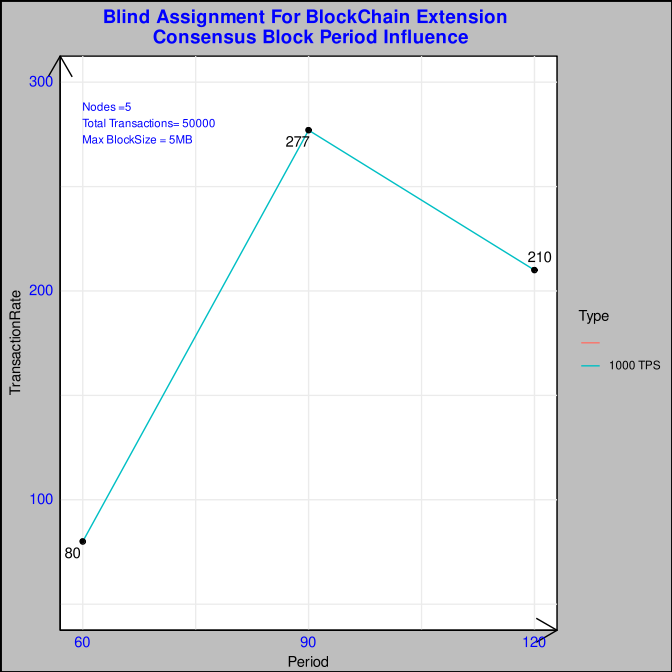 Blind Assignment For BlockChain Extension
Consensus Block Period Influence
300
Nodes =5
Total Transactions= 50000
Max BlockSize = 5MB
277
210
200
TransactionRate
Type
1000 TPS
100
80
60
90
120
Period